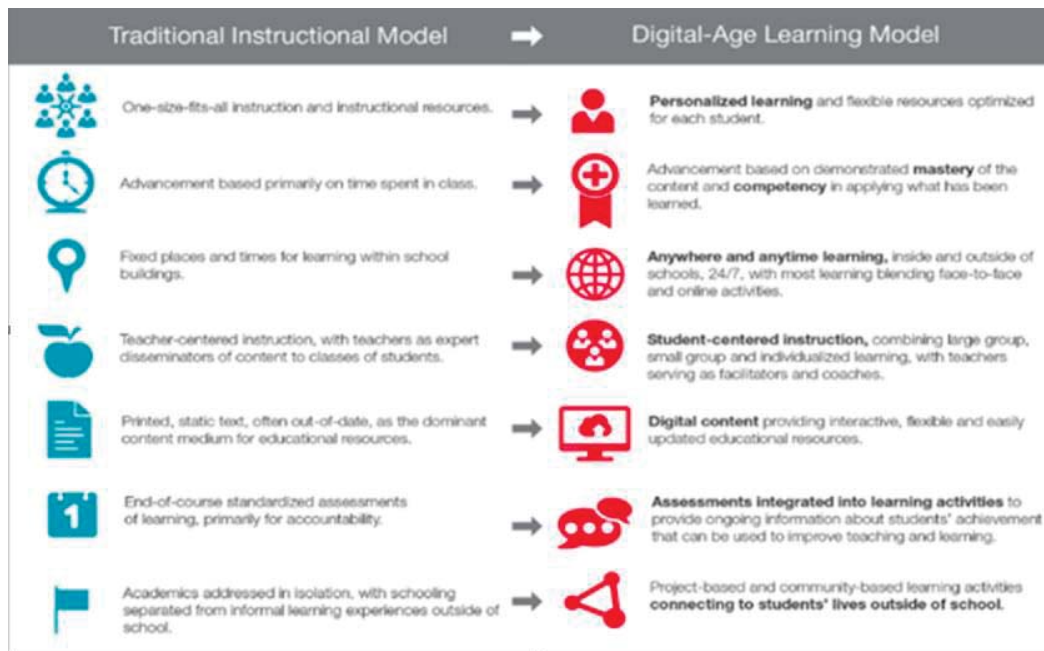 Traditional Instructional Model
Digital-Age Learning Model
One-size-fits-all instruction and instructional resources.
Personalized learning and flexible resources optimized
for each student.
Advancement based primarily on time spent in class.
Advancement based on demonstrated mastery of the
content and competency in applying what has been
learned.
Fixed places and times for learning within school
buildings.
Anywhere and anytime learning, inside and outside of
schools, 24/7, with most learning blending face-to-face
and online activities.
Teacher-centered instruction, with teachers as expert
disseminators of content to classes of students.
Student-centered instruction, combining large group,
small group and individualized learning, with teachers
serving as facilitators and coaches.
Printed, static text, often out-of-date, as the dominant
content medium for educational resources.
Digital content providing interactive, flexible and easily
updated educational resources.
1
End-of-course standardized assessments
of learning, primarily for accountability.
Assessments integrated into learning activities to
provide ongoing information about students' achievement
that can be used to improve teaching and learning.
Academics addressed in isolation, with schooling
separated from informal learning experiences outside of
school.
Project-based and community-based learning activities
connecting to students' lives outside of school.